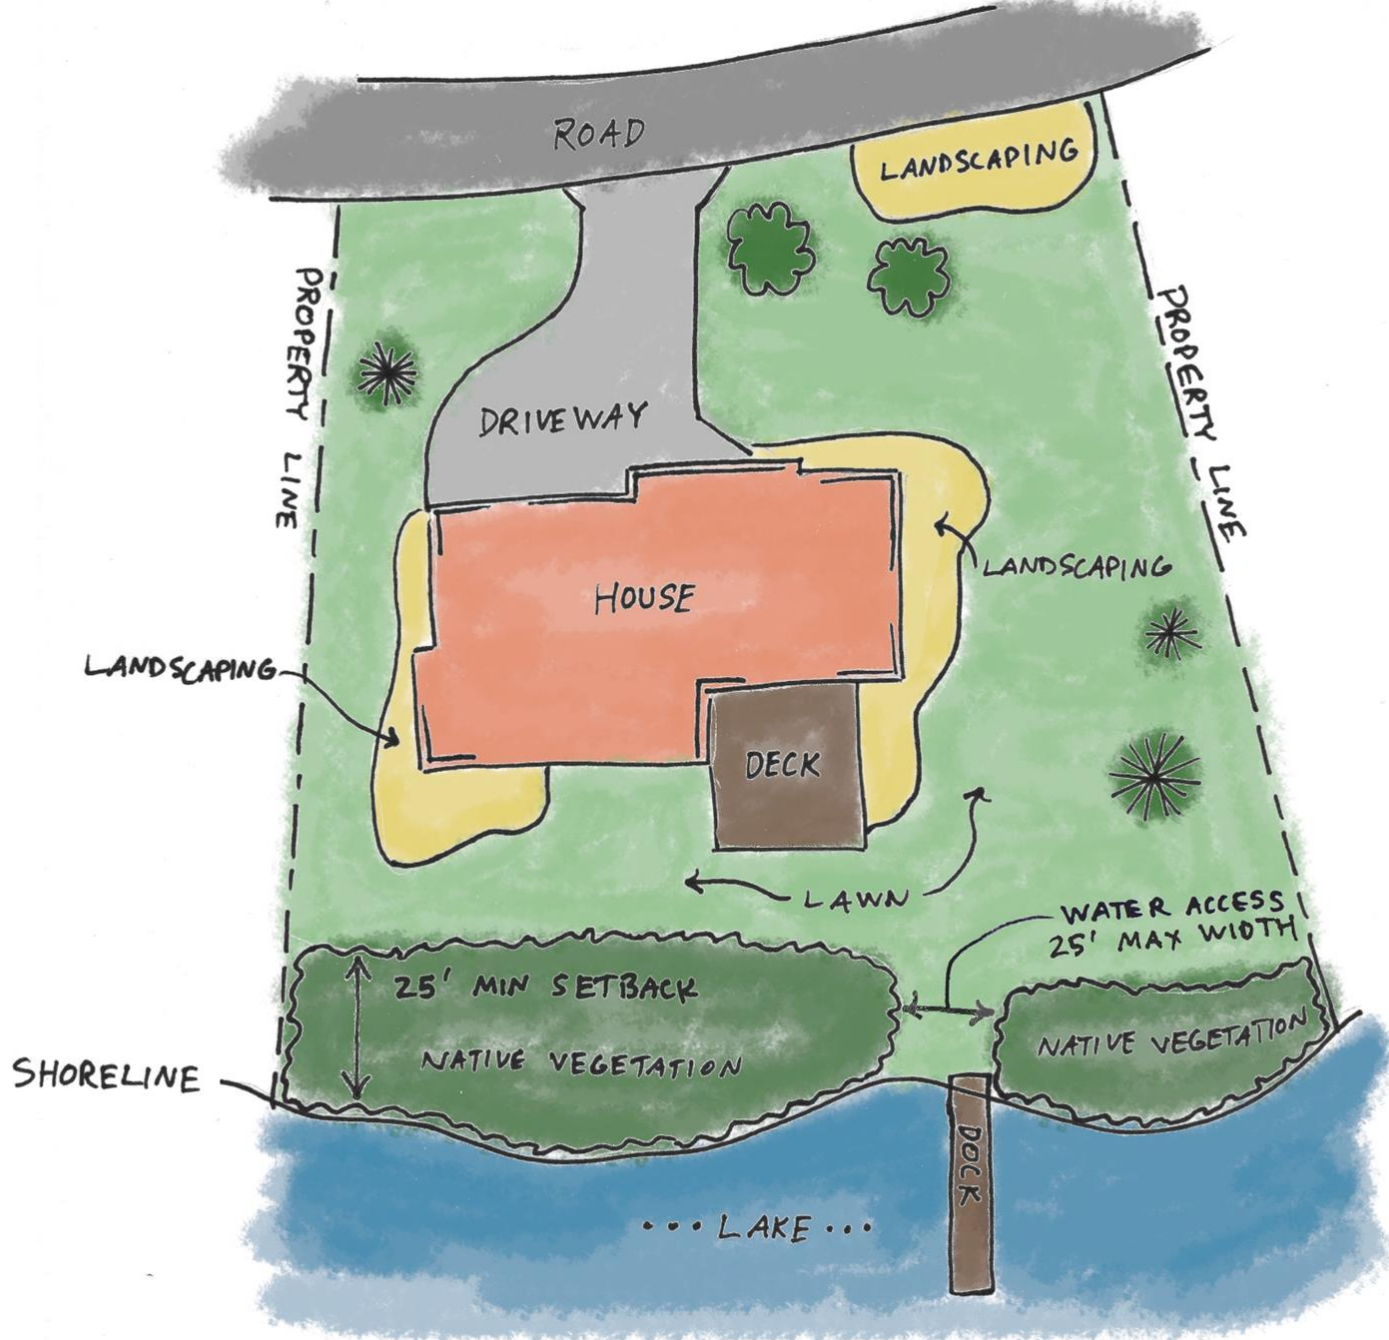 ROAD
LANDSCAPING
PROPERTY LINE
PROPERTY LINE
DRIVEWAY
LANDSCAPING
HOUSE
LANDSCAPING
DECK
LAWN
WATER ACCESS
25' MAX WIDTH
25' MIN SETBACK
NATIVE VEGETATION
NATIVE VEGETATION
SHORELINE
DOCK
... LAKE ...